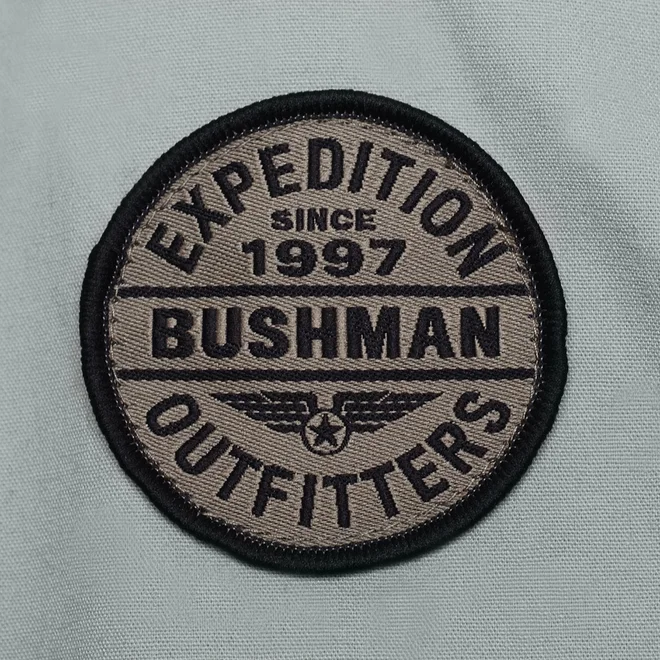 EXPEDITION
SINCE
1997
BUSHMAN
OUTFITTERS